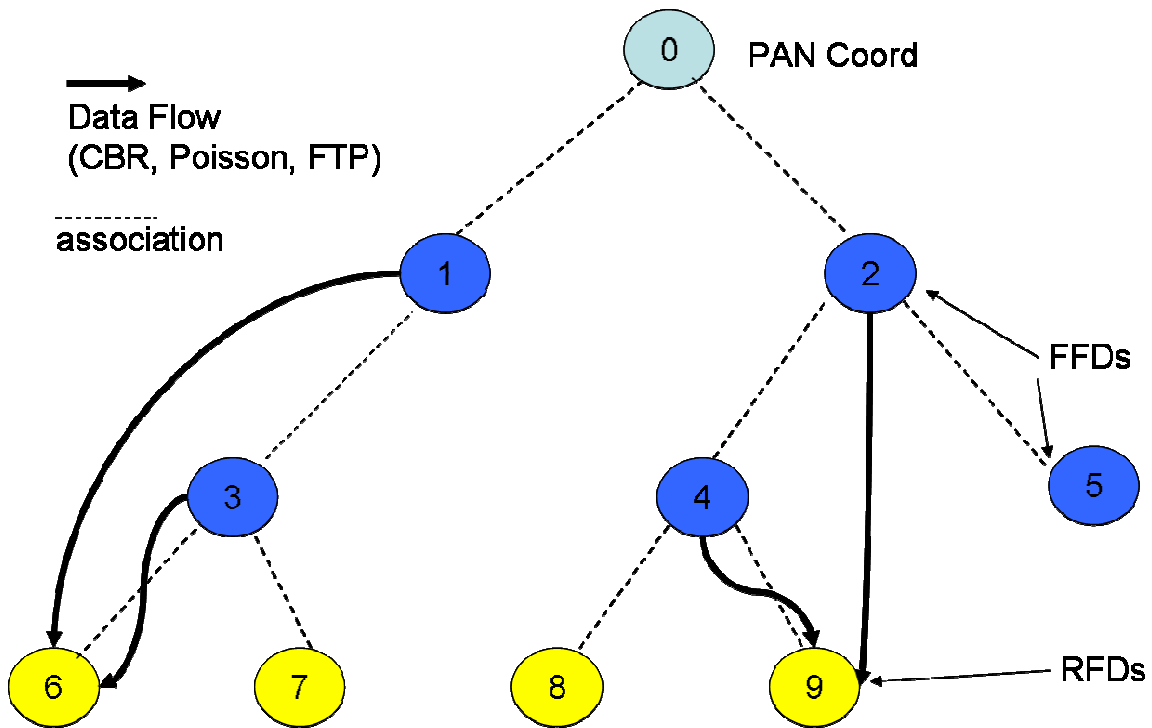 0
PAN Coord
Data Flow
(CBR, Poisson, FTP)
association
1
2
FFDs
3
4
5
6
7
8
9
RFDs